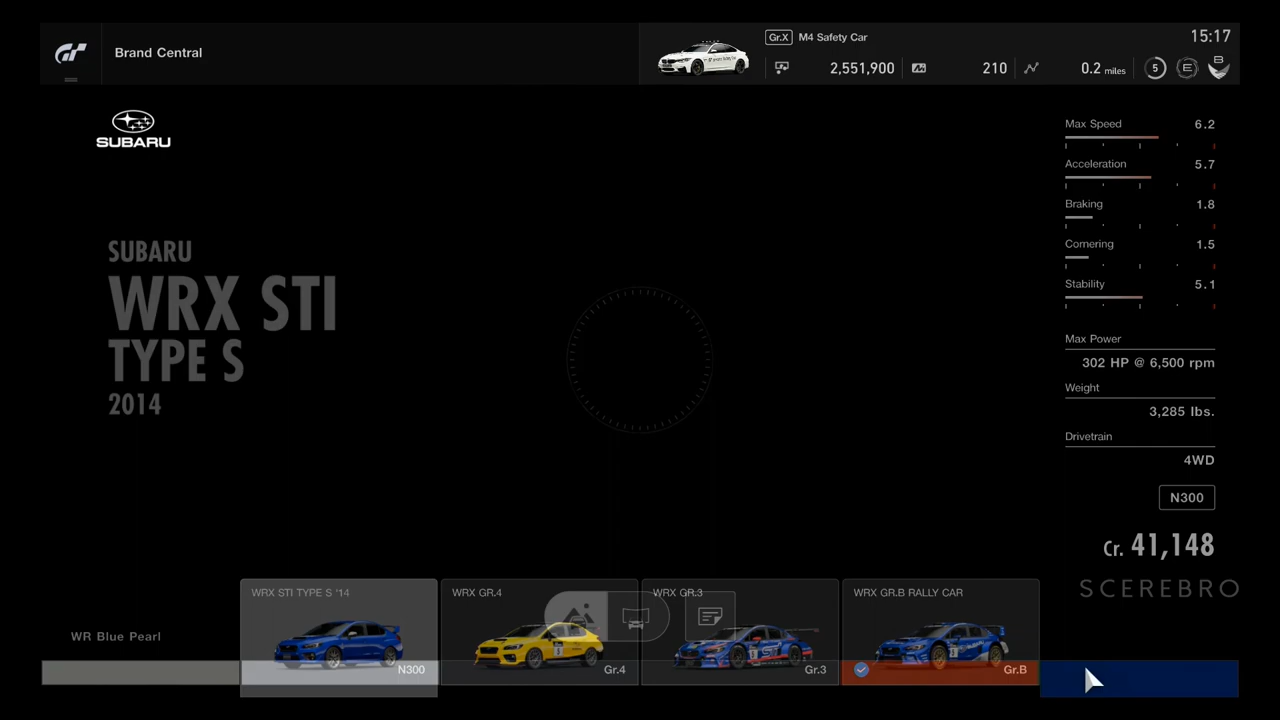 Brand Central
Gr.X M4 Safety Car
15:17
2,551,900
210
0.2 miles
5
E
B
SUBARU
SUBARU
WRX STI
TYPE S
2014
Max Speed 6.2
Acceleration 5.7
Braking 1.8
Cornering 1.5
Stability 5.1
Max Power
302 HP @ 6,500 rpm
Weight
3,285 lbs.
Drivetrain
4WD
N300
Cr. 41,148
SCEREBRO
WRX STI TYPE S '14
WRX GR.4
WRX GR.3
WRX GR.B RALLY CAR
WR Blue Pearl
N300
Gr.4
Gr.3
Gr.B